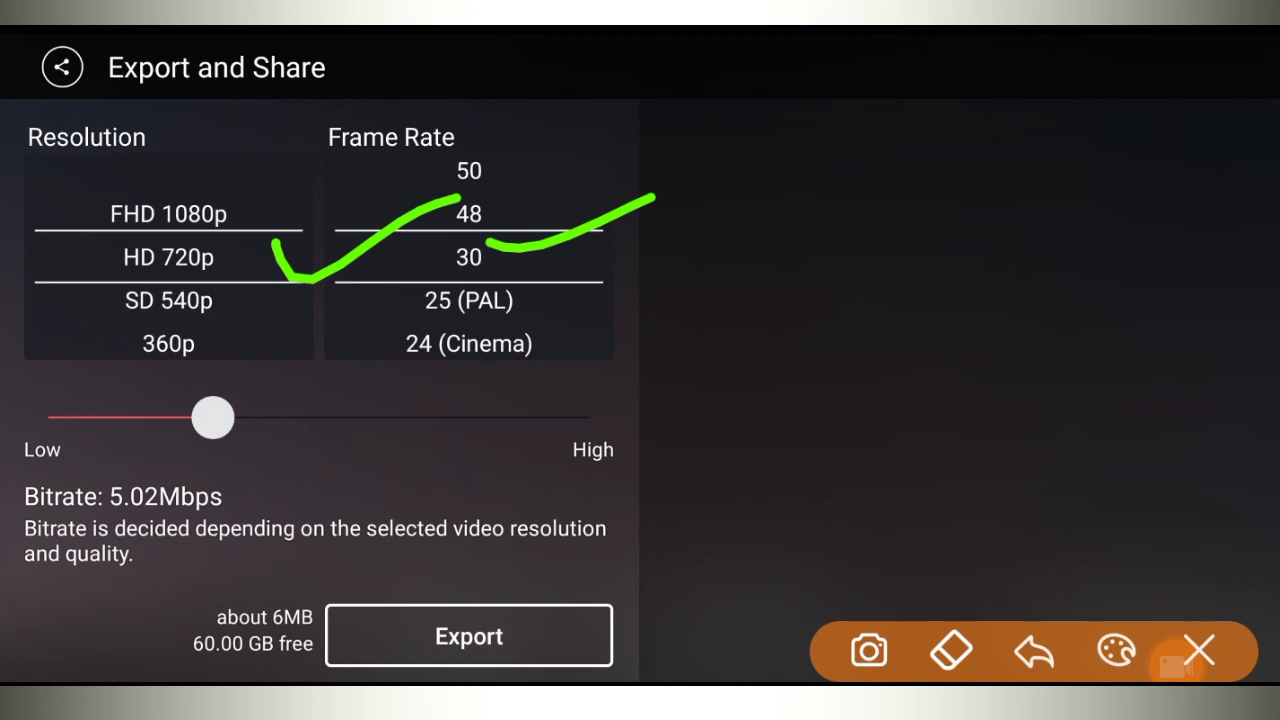 Export and Share
Resolution
Frame Rate
50
FHD 1080p
48
HD 720p
30
SD 540p
25 (PAL)
360p
24 (Cinema)
Low
High
Bitrate: 5.02Mbps
Bitrate is decided depending on the selected video resolution
and quality.
about 6MB
60.00 GB free
Export